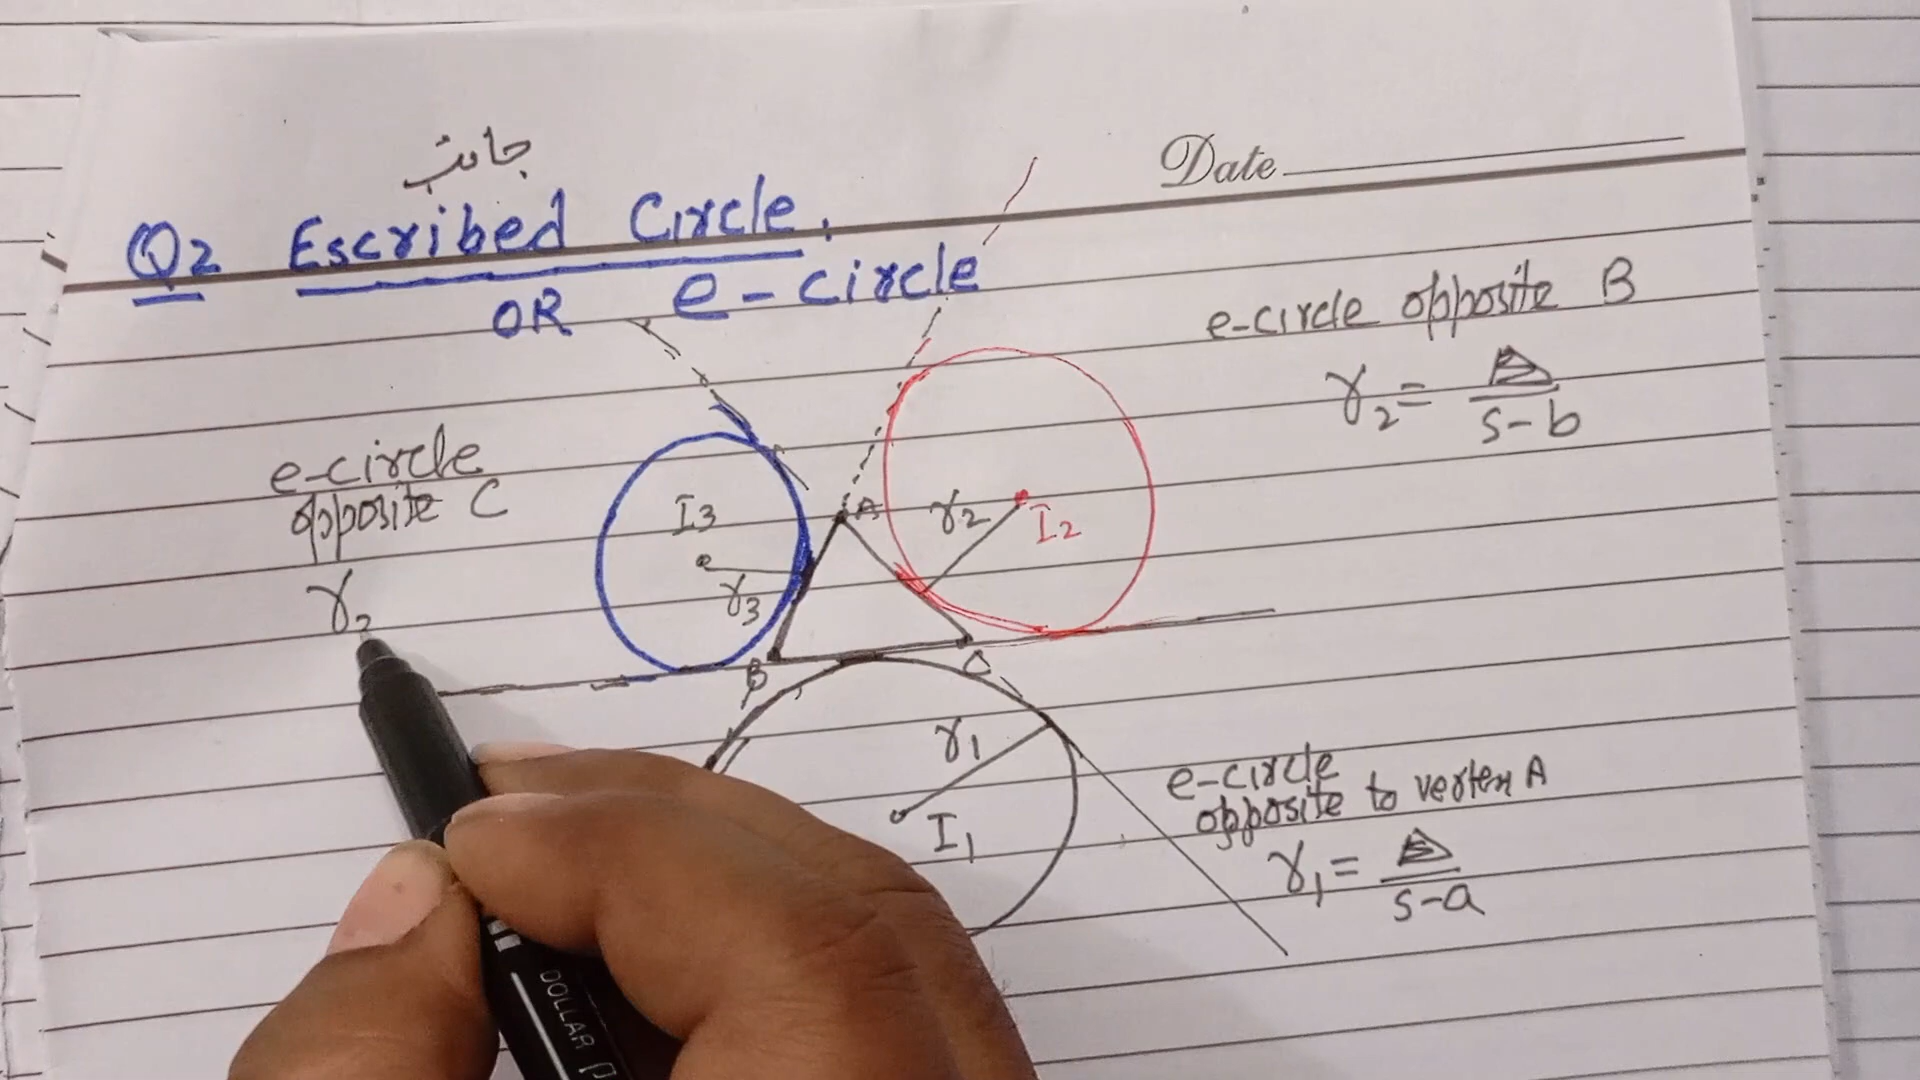 جانب
Date
Q2 Escribed Circle.
OR e-circle
e-circle opposite B
r2 = Δ / s-b
e-circle
opposite C
r3
I3
r3
A
r2
I2
B
C
r1
I1
e-circle
opposite to vertex A
r1 = Δ / s-a
DOLLAR